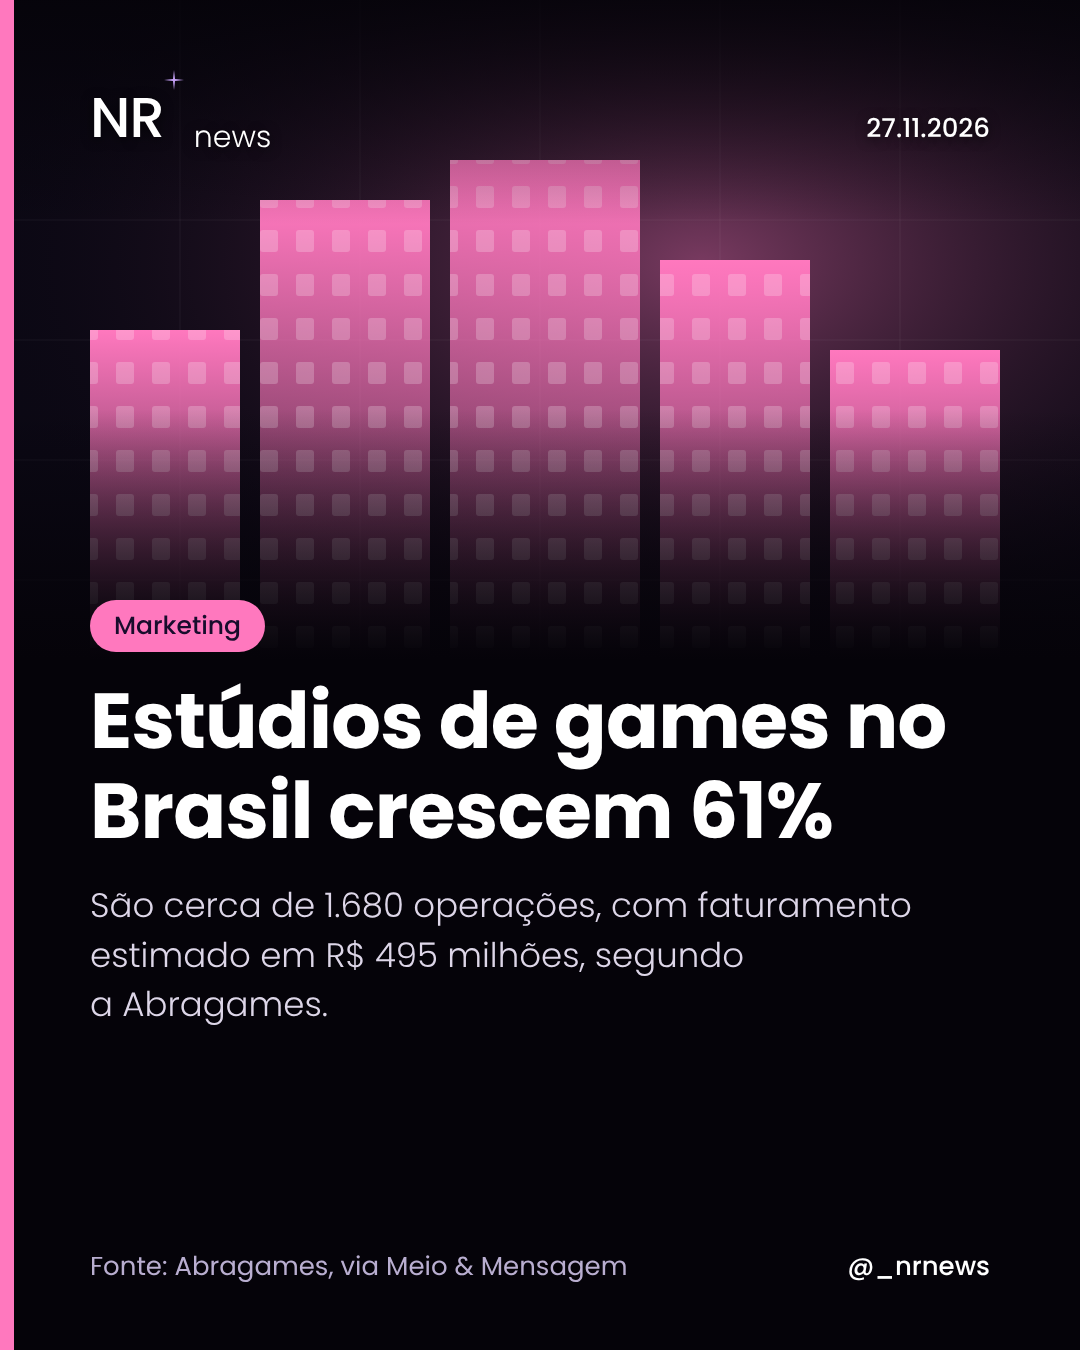 NR news
27.11.2026
Marketing
Estúdios de games no
Brasil crescem 61%
São cerca de 1.680 operações, com faturamento
estimado em R$ 495 milhões, segundo
a Abragames.
Fonte: Abragames, via Meio & Mensagem
@_nrnews